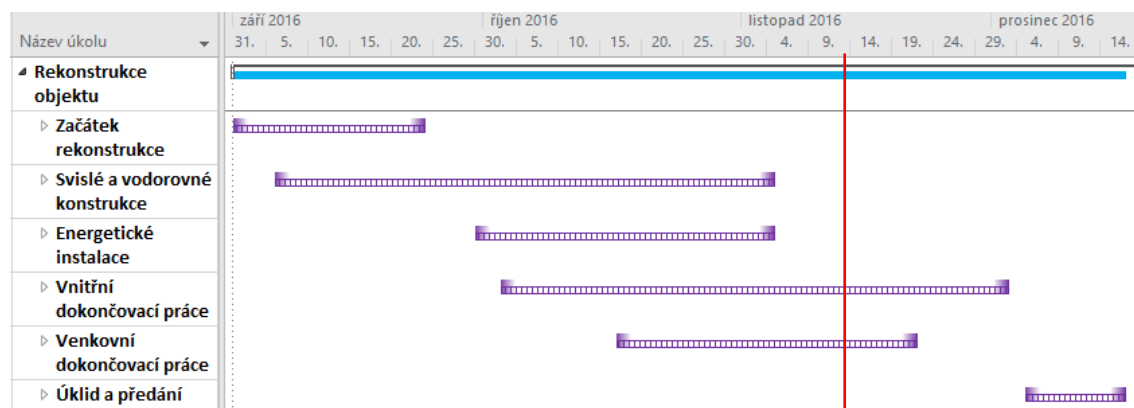 září 2016 říjen 2016 listopad 2016 prosinec 2016
Název úkolu 31. 5. 10. 15. 20. 25. 30. 5. 10. 15. 20. 25. 30. 4. 9. 14. 19. 24. 29. 4. 9. 14.
Rekonstrukce
objektu
Začátek
rekonstrukce
Svislé a vodorovné
konstrukce
Energetické
instalace
Vnitřní
dokončovací práce
Venkovní
dokončovací práce
Úklid a předání